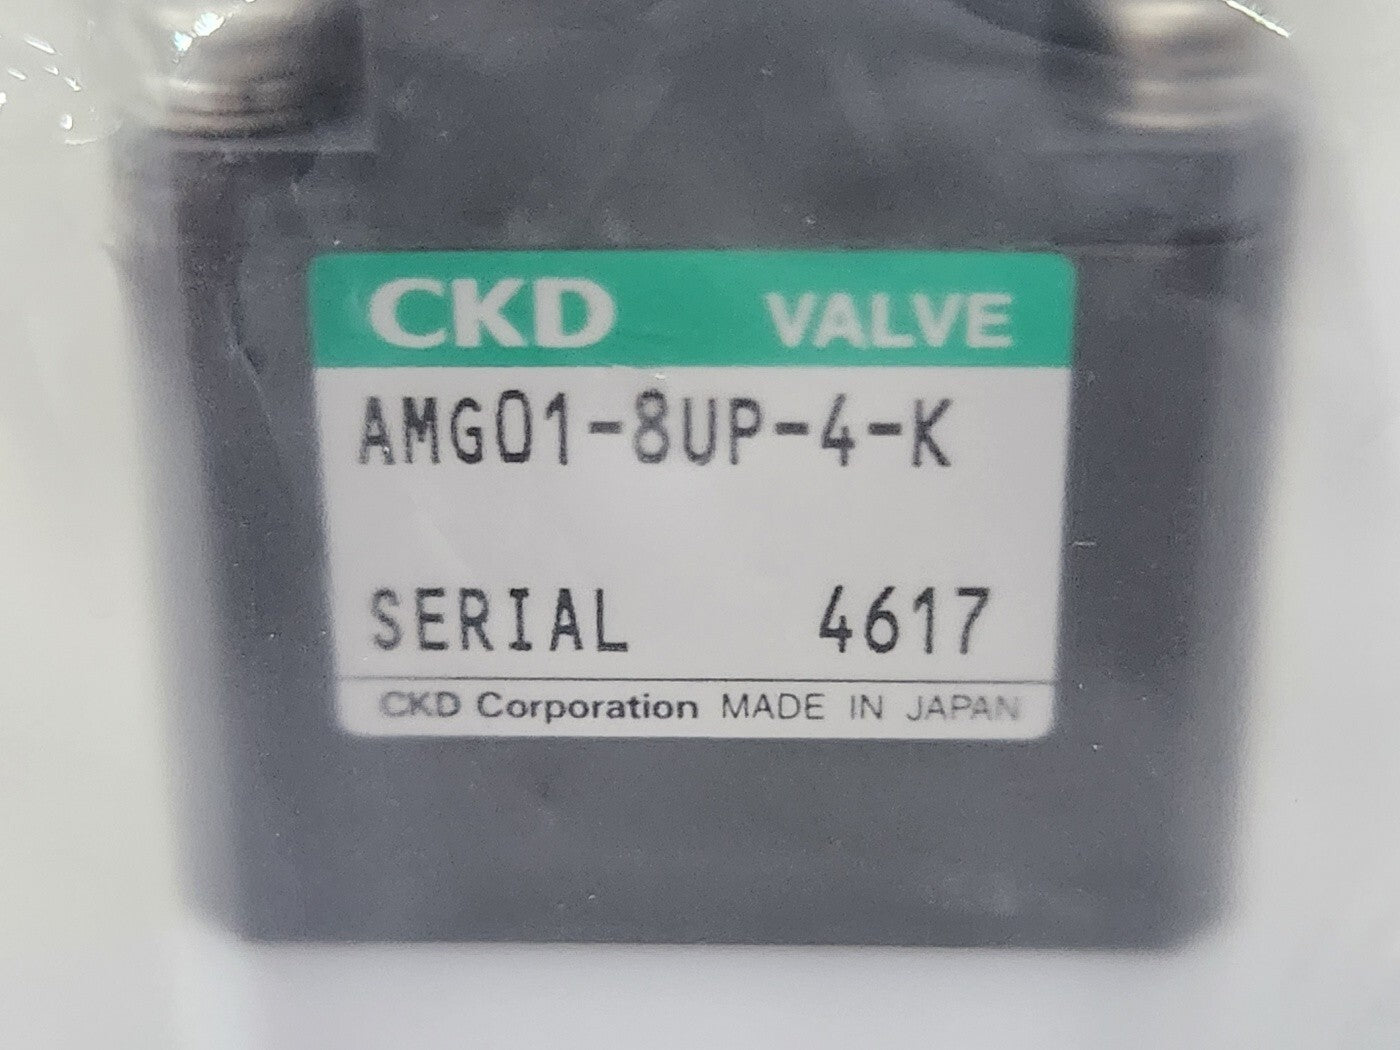 CKD VALVE
AMG01-8UP-4-K
SERIAL 4617
CKD Corporation MADE IN JAPAN